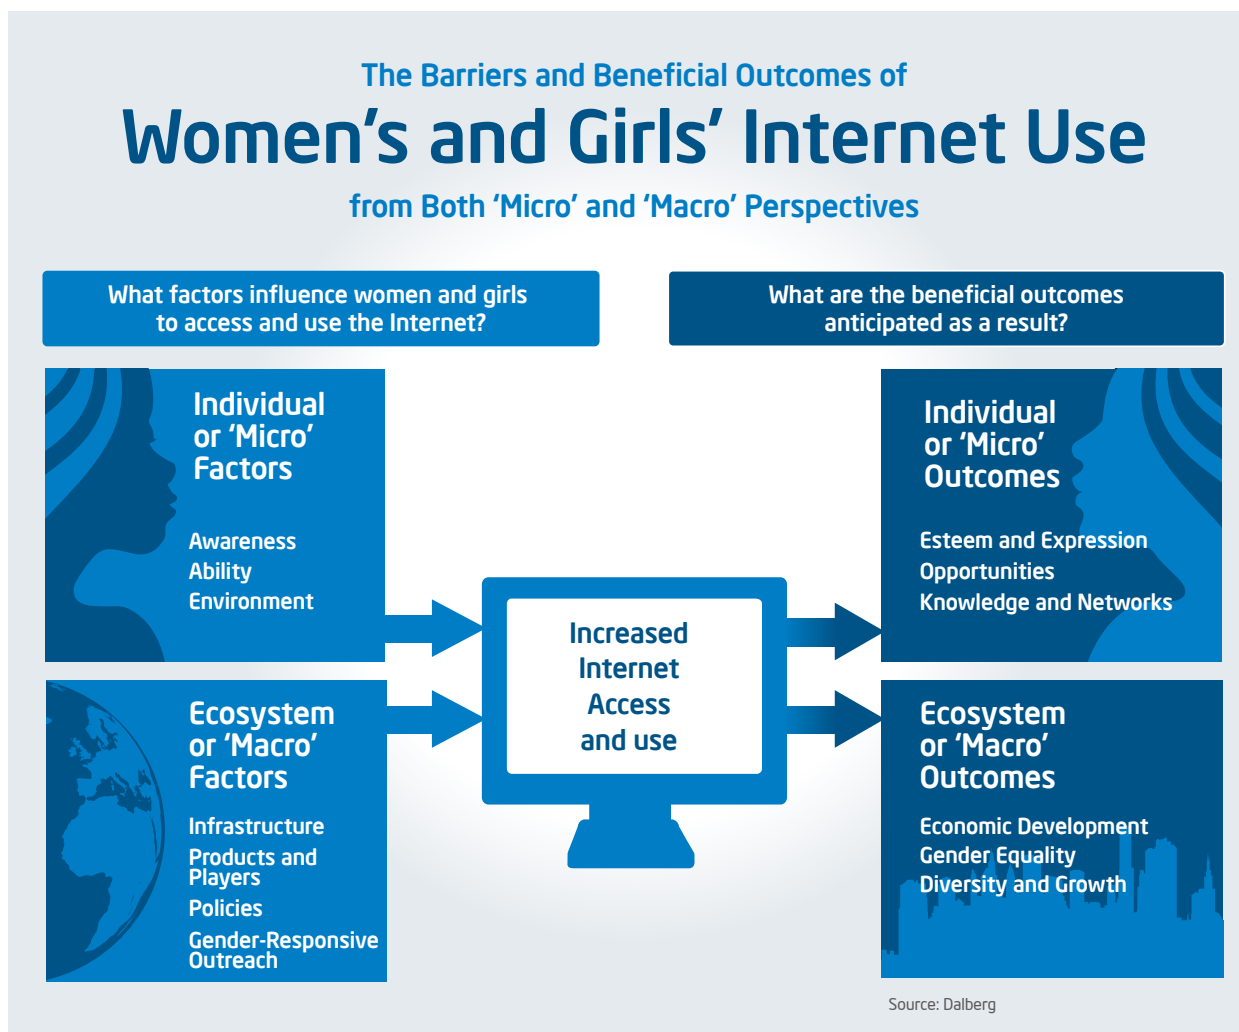 The Barriers and Beneficial Outcomes of
Women's and Girls' Internet Use
from Both ‘Micro’ and ‘Macro’ Perspectives
What factors influence women and girls
to access and use the Internet?
What are the beneficial outcomes
anticipated as a result?
Individual
or ‘Micro’
Factors
Awareness
Ability
Environment
Ecosystem
or ‘Macro’
Factors
Infrastructure
Products and
Players
Policies
Gender-Responsive
Outreach
Increased
Internet
Access
and use
Individual
or ‘Micro’
Outcomes
Esteem and Expression
Opportunities
Knowledge and Networks
Ecosystem
or ‘Macro’
Outcomes
Economic Development
Gender Equality
Diversity and Growth
Source: Dalberg